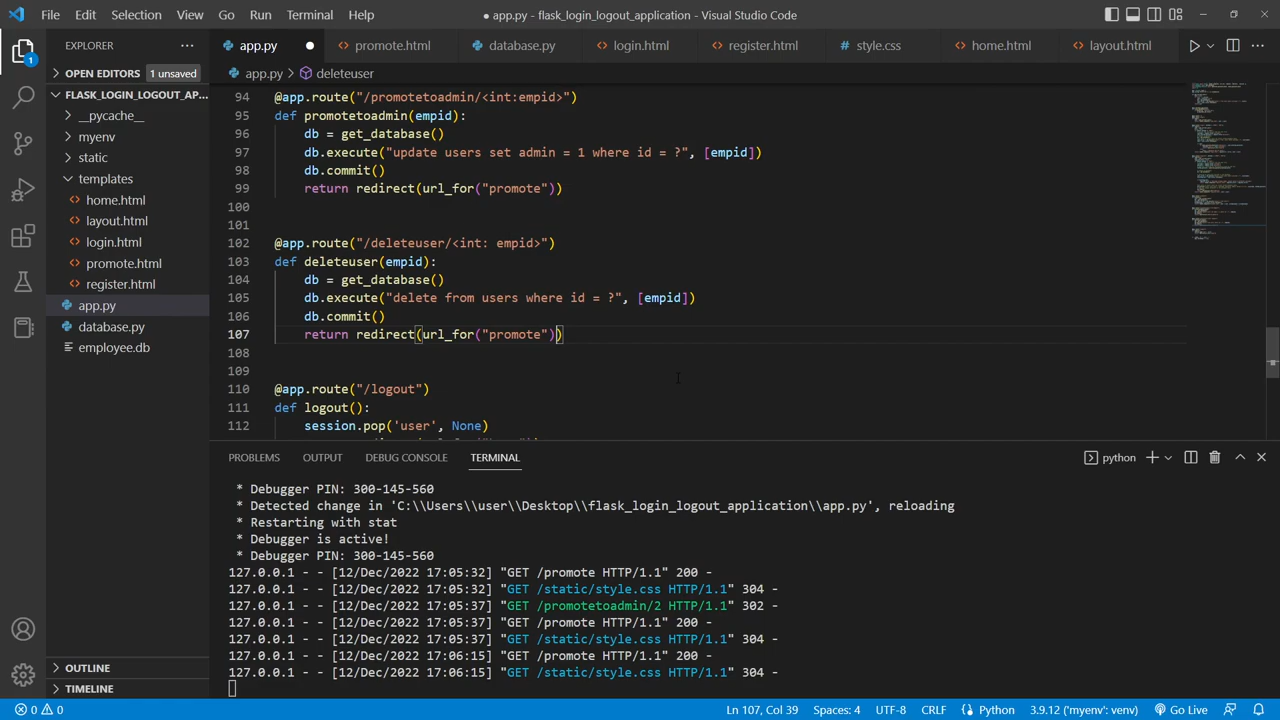 File Edit Selection View Go Run Terminal Help
● app.py - flask_login_logout_application - Visual Studio Code
EXPLORER
1
OPEN EDITORS 1 unsaved
FLASK_LOGIN_LOGOUT_AP...
__pycache__
myenv
static
templates
home.html
layout.html
login.html
promote.html
register.html
app.py
database.py
employee.db
OUTLINE
TIMELINE
app.py promote.html database.py login.html register.html style.css home.html layout.html
app.py > deleteuser
94 @app.route("/promotetoadmin/<int:empid>")
95 def promotetoadmin(empid):
96 db = get_database()
97 db.execute("update users set admin = 1 where id = ?", [empid])
98 db.commit()
99 return redirect(url_for("promote"))
100
101
102 @app.route("/deleteuser/<int: empid>")
103 def deleteuser(empid):
104 db = get_database()
105 db.execute("delete from users where id = ?", [empid])
106 db.commit()
107 return redirect(url_for("promote"))
108
109
110 @app.route("/logout")
111 def logout():
112 session.pop('user', None)
PROBLEMS OUTPUT DEBUG CONSOLE TERMINAL
python
* Debugger PIN: 300-145-560
* Detected change in 'C:\\Users\\user\\Desktop\\flask_login_logout_application\\app.py', reloading
* Restarting with stat
* Debugger is active!
* Debugger PIN: 300-145-560
127.0.0.1 - - [12/Dec/2022 17:05:32] "GET /promote HTTP/1.1" 200 -
127.0.0.1 - - [12/Dec/2022 17:05:32] "GET /static/style.css HTTP/1.1" 304 -
127.0.0.1 - - [12/Dec/2022 17:05:37] "GET /promotetoadmin/2 HTTP/1.1" 302 -
127.0.0.1 - - [12/Dec/2022 17:05:37] "GET /promote HTTP/1.1" 200 -
127.0.0.1 - - [12/Dec/2022 17:05:37] "GET /static/style.css HTTP/1.1" 304 -
127.0.0.1 - - [12/Dec/2022 17:06:15] "GET /promote HTTP/1.1" 200 -
127.0.0.1 - - [12/Dec/2022 17:06:15] "GET /static/style.css HTTP/1.1" 304 -
0 0 Ln 107, Col 39 Spaces: 4 UTF-8 CRLF Python 3.9.12 ('myenv': venv) Go Live